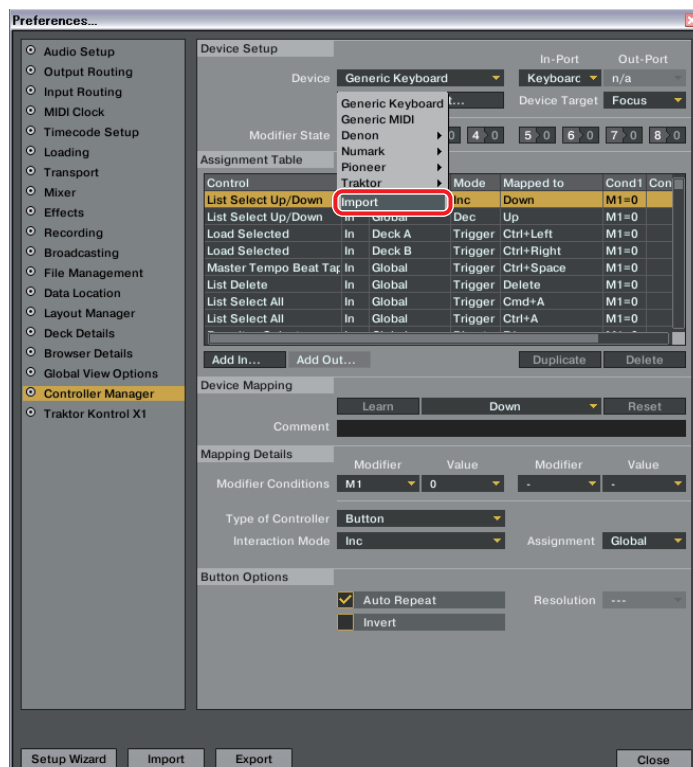 Preferences...
Audio Setup
Output Routing
Input Routing
MIDI Clock
Timecode Setup
Loading
Transport
Mixer
Effects
Recording
Broadcasting
File Management
Data Location
Layout Manager
Deck Details
Browser Details
Global View Options
Controller Manager
Traktor Kontrol X1
Device Setup
In-Port Out-Port
Device Generic Keyboard n/a
Device Target Focus
Generic Keyboard
Generic MIDI
Denon
Numark
Pioneer
Traktor
Import
Modifier State 0 4 0 5 0 6 0 7 0 8 0
Assignment Table
Control Mode Mapped to Cond1
List Select Up/Down Inc Down M1=0
List Select Up/Down In Global Dec Up M1=0
Load Selected In Deck A Trigger Ctrl+Left M1=0
Load Selected In Deck B Trigger Ctrl+Right M1=0
Master Tempo Beat Tap In Global Trigger Ctrl+Space M1=0
List Delete In Global Trigger Delete M1=0
List Select All In Global Trigger Cmd+A M1=0
List Select All In Global Trigger Ctrl+A M1=0
Add In... Add Out... Duplicate Delete
Device Mapping
Learn Down Reset
Comment
Mapping Details
Modifier Value Modifier Value
Modifier Conditions M1 0 - -
Type of Controller Button
Interaction Mode Inc Assignment Global
Button Options
Auto Repeat Resolution ---
Invert
Setup Wizard Import Export Close